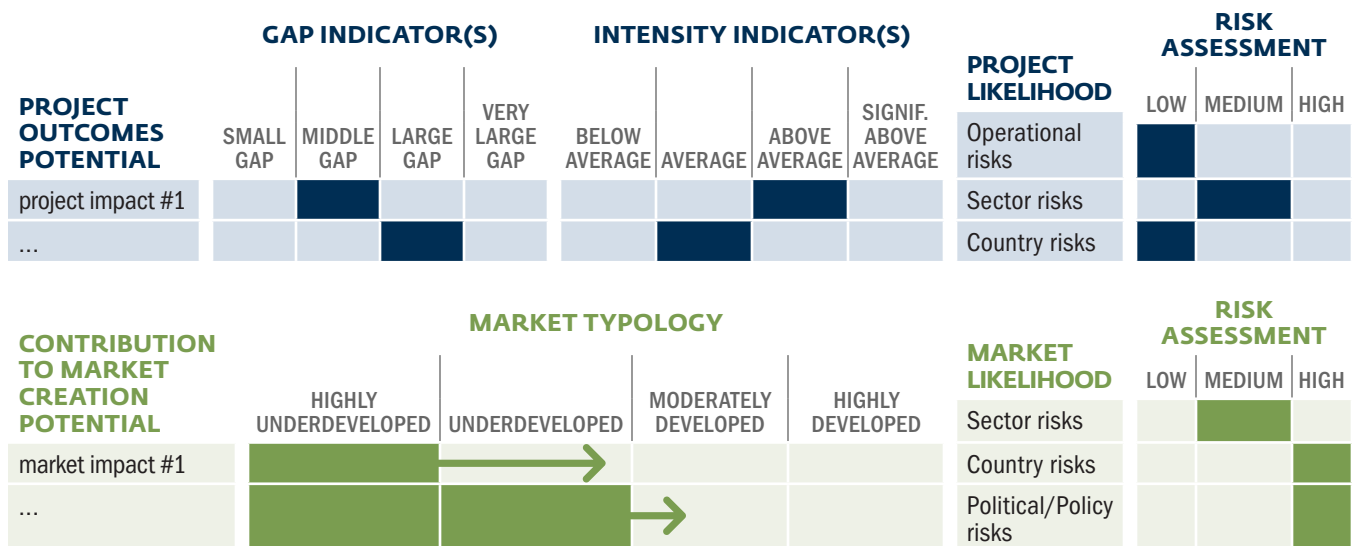 GAP INDICATOR(S)
INTENSITY INDICATOR(S)
RISK
ASSESSMENT
PROJECT
OUTCOMES
POTENTIAL
SMALL
GAP
MIDDLE
GAP
LARGE
GAP
VERY
LARGE
GAP
BELOW
AVERAGE
AVERAGE
ABOVE
AVERAGE
SIGNIF.
ABOVE
AVERAGE
PROJECT
LIKELIHOOD
LOW
MEDIUM
HIGH
project impact #1
...
Operational
risks
Sector risks
Country risks
CONTRIBUTION
TO MARKET
CREATION
POTENTIAL
MARKET TYPOLOGY
HIGHLY
UNDERDEVELOPED
UNDERDEVELOPED
MODERATELY
DEVELOPED
HIGHLY
DEVELOPED
market impact #1
...
MARKET
LIKELIHOOD
RISK
ASSESSMENT
LOW
MEDIUM
HIGH
Sector risks
Country risks
Political/Policy
risks